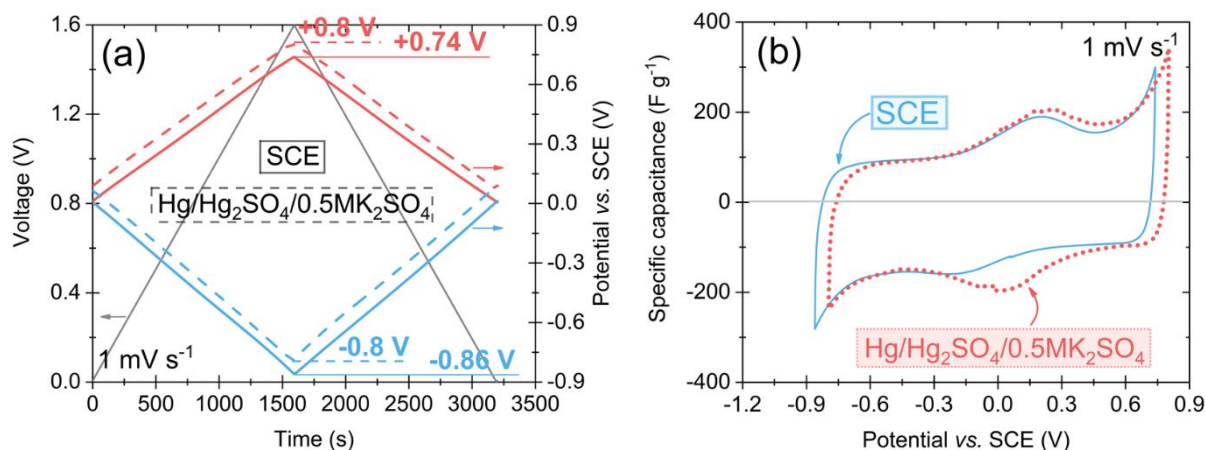 (a)
+0.8 V
+0.74 V
SCE
Hg/Hg₂SO₄/0.5MK₂SO₄
-0.8 V
-0.86 V
1 mV s⁻¹
Voltage (V)
1.6
1.2
0.8
0.4
0.0
0 500 1000 1500 2000 2500 3000 3500
Time (s)
0.9
0.6
0.3
0.0
-0.3
-0.6
-0.9
Potential vs. SCE (V)
(b)
1 mV s⁻¹
SCE
Hg/Hg₂SO₄/0.5MK₂SO₄
Specific capacitance (F g⁻¹)
400
200
0
-200
-400
-1.2 -0.9 -0.6 -0.3 0.0 0.3 0.6 0.9
Potential vs. SCE (V)